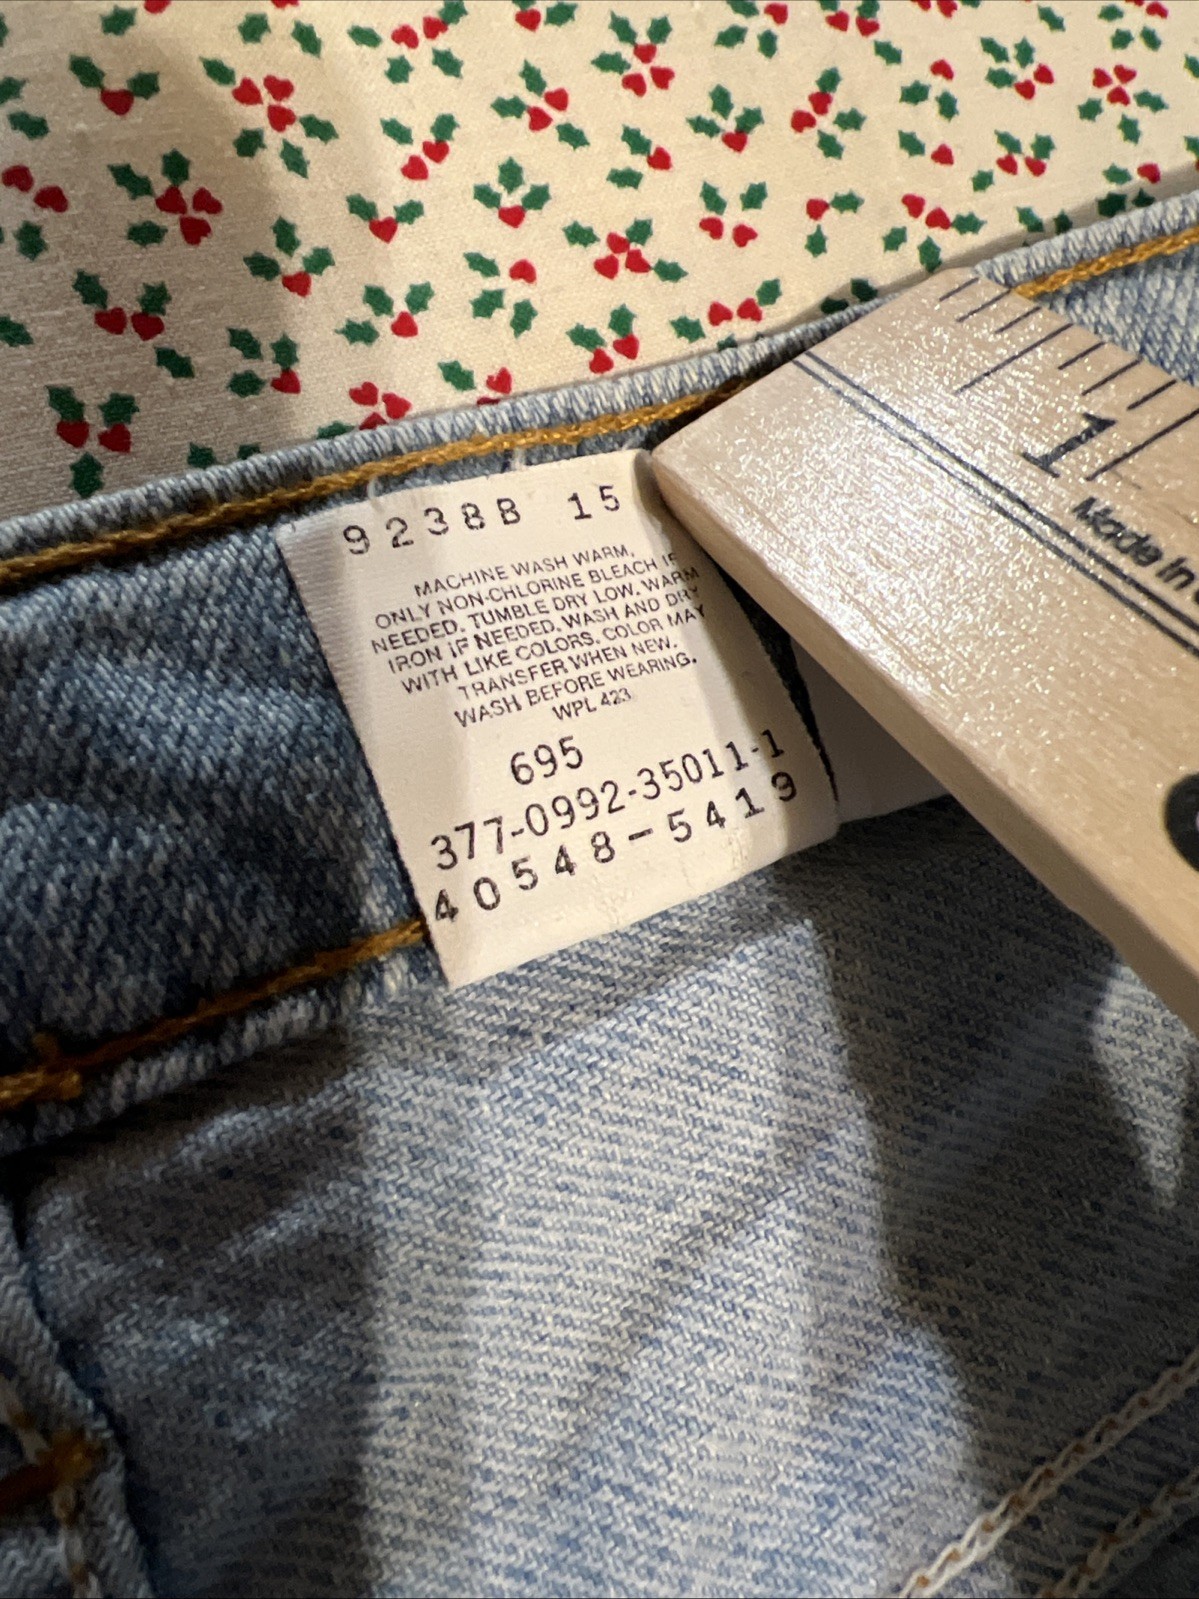 9238B 15
MACHINE WASH WARM,
ONLY NON-CHLORINE BLEACH IF
NEEDED. TUMBLE DRY LOW. WARM
IRON IF NEEDED. WASH AND DRY
WITH LIKE COLORS. COLOR MAY
TRANSFER WHEN NEW.
WASH BEFORE WEARING.
WPL 423
695
377-0992-35011-1
40548-5419
1
Made In